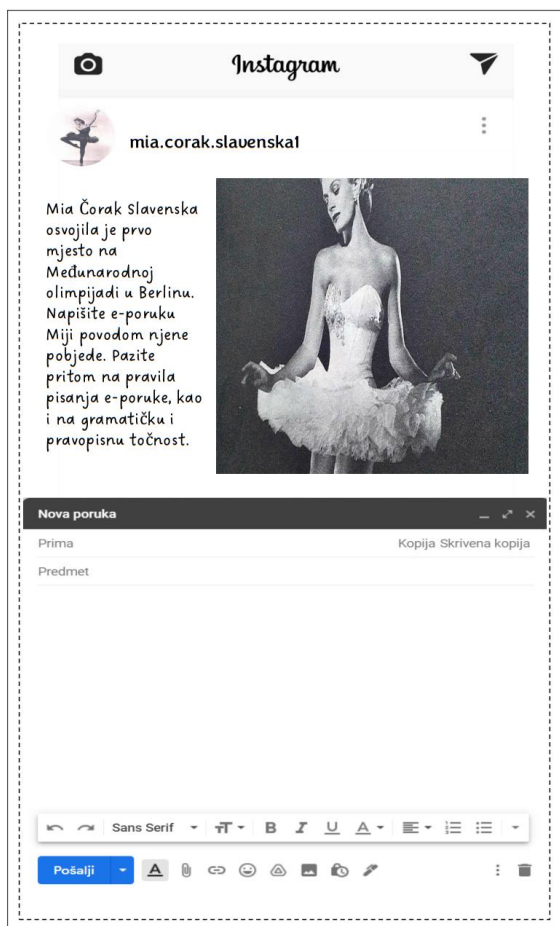 Instagram
mia.corak.slavenska1
Mia Čorak Slavenska
osvojila je prvo
mjesto na
Međunarodnoj
olimpijadi u Berlinu.
Napišite e-poruku
Miji povodom njene
pobjede. Pazite
pritom na pravila
pisanja e-poruke, kao
i na gramatičku i
pravopisnu točnost.
Nova poruka
Prima Kopija Skrivena kopija
Predmet
Sans Serif TT B I U A
Pošalji A